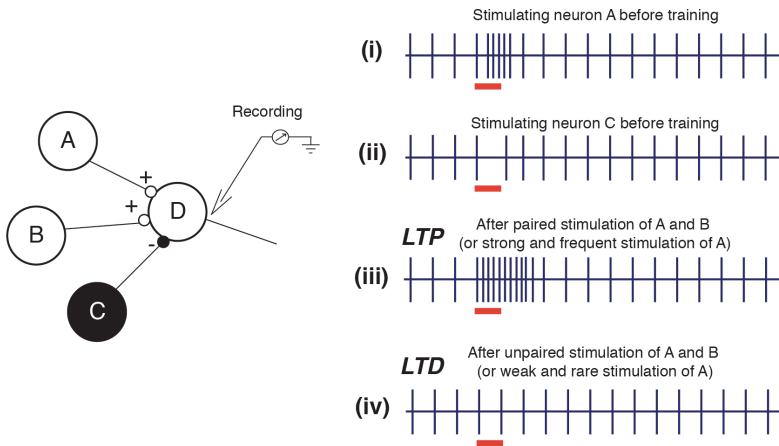 Stimulating neuron A before training
(i)
Recording
Stimulating neuron C before training
(ii)
A
+
+
D
B
-
C
LTP
After paired stimulation of A and B
(or strong and frequent stimulation of A)
(iii)
LTD
After unpaired stimulation of A and B
(or weak and rare stimulation of A)
(iv)